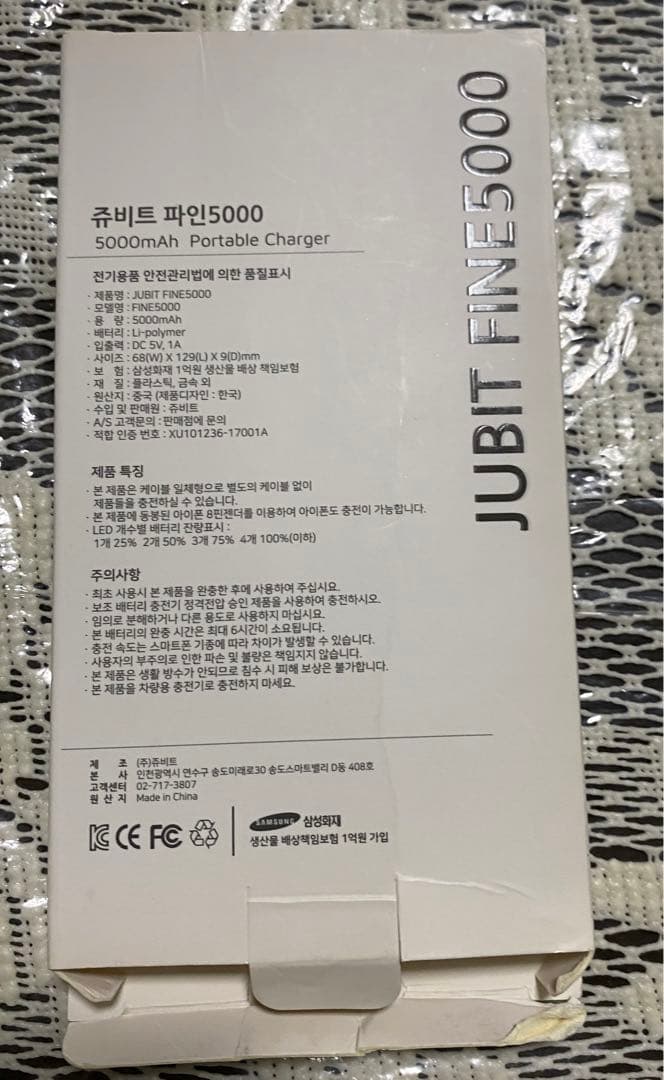 쥬비트 파인5000
5000mAh Portable Charger
전기용품 안전관리법에 의한 품질표시
· 제품명 : JUBIT FINE5000
· 모델명 : FINE5000
· 용 량 : 5000mAh
· 배터리 : Li-polymer
· 입출력 : DC 5V, 1A
· 사이즈 : 68(W) X 129(L) X 9(D)mm
· 보 험 : 삼성화재 1억원 생산물 배상 책임보험
· 재 질 : 플라스틱, 금속 외
· 원산지 : 중국 (제품디자인 : 한국)
· 수입 및 판매원 : 쥬비트
· A/S 고객문의 : 판매점에 문의
· 적합 인증 번호 : XU101236-17001A
제품 특징
· 본 제품은 케이블 일체형으로 별도의 케이블 없이
제품들을 충전하실 수 있습니다.
· 본 제품에 동봉된 아이폰 8핀젠더를 이용하여 아이폰도 충전이 가능합니다.
· LED 개수별 배터리 잔량표시 :
1개 25% 2개 50% 3개 75% 4개 100%(이하)
주의사항
· 최초 사용시 본 제품을 완충한 후에 사용하여 주십시요.
· 보조 배터리 충전기 정격전압 승인 제품을 사용하여 충전하시오.
· 임의로 분해하거나 다른 용도로 사용하지 마십시요.
· 본 배터리의 완충 시간은 최대 6시간이 소요됩니다.
· 충전 속도는 스마트폰 기종에 따라 차이가 발생할 수 있습니다.
· 사용자의 부주의로 인한 파손 및 불량은 책임지지 않습니다.
· 본 제품은 생활 방수가 안되므로 침수 시 피해 보상은 불가합니다.
· 본 제품을 차량용 충전기로 충전하지 마세요.
제 조 (주)쥬비트
본 사 인천광역시 연수구 송도미래로30 송도스마트밸리 D동 408호
고객센터 02-717-3807
원 산 지 Made in China
KC CE FC
SAMSUNG 삼성화재
생산물 배상책임보험 1억원 가입
JUBIT FINE5000